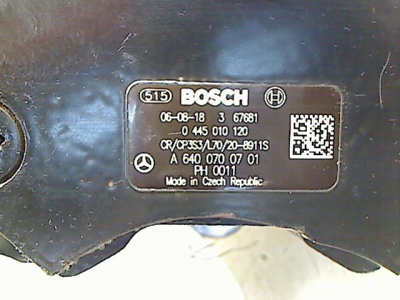 515 BOSCH
06-08-18 3 67681
0 445 010 120
CR/CP3S3/L70/20-8911S
A 640 070 07 01
PH 0011
Made in Czech Republic